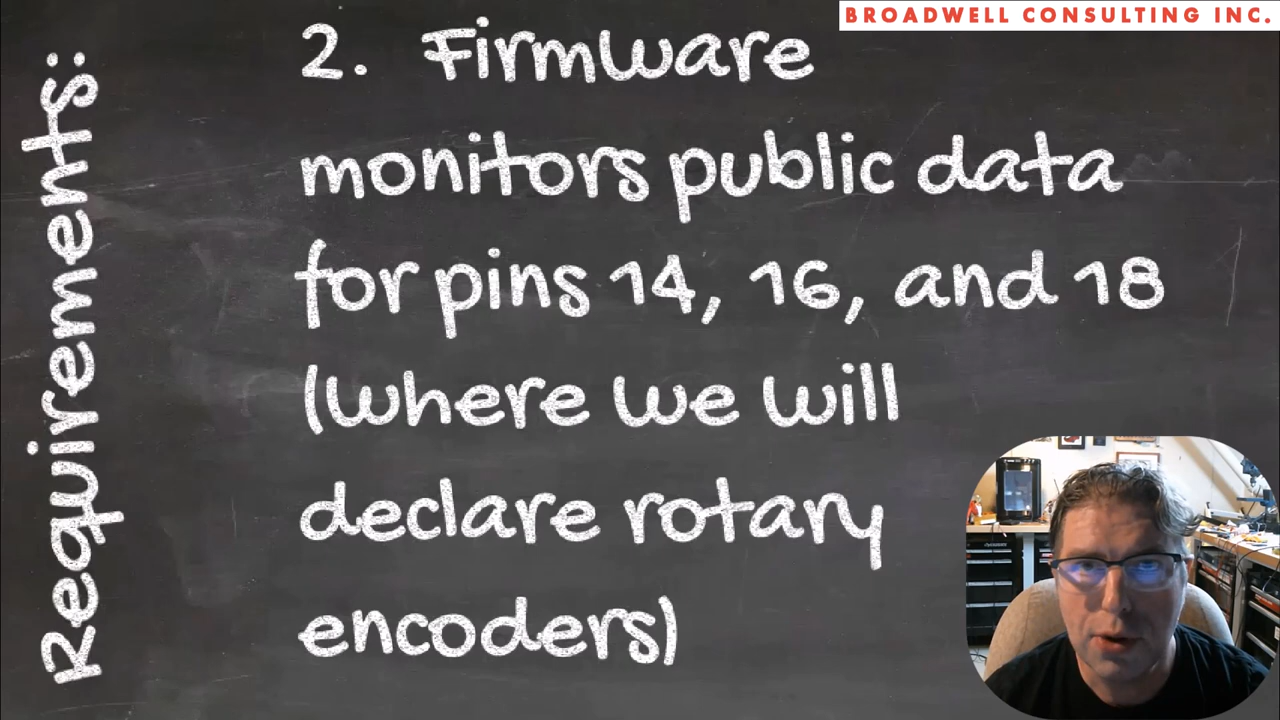 BROADWELL CONSULTING INC.
Requirements:
2. Firmware
monitors public data
for pins 14, 16, and 18
(where we will
declare rotary
encoders)